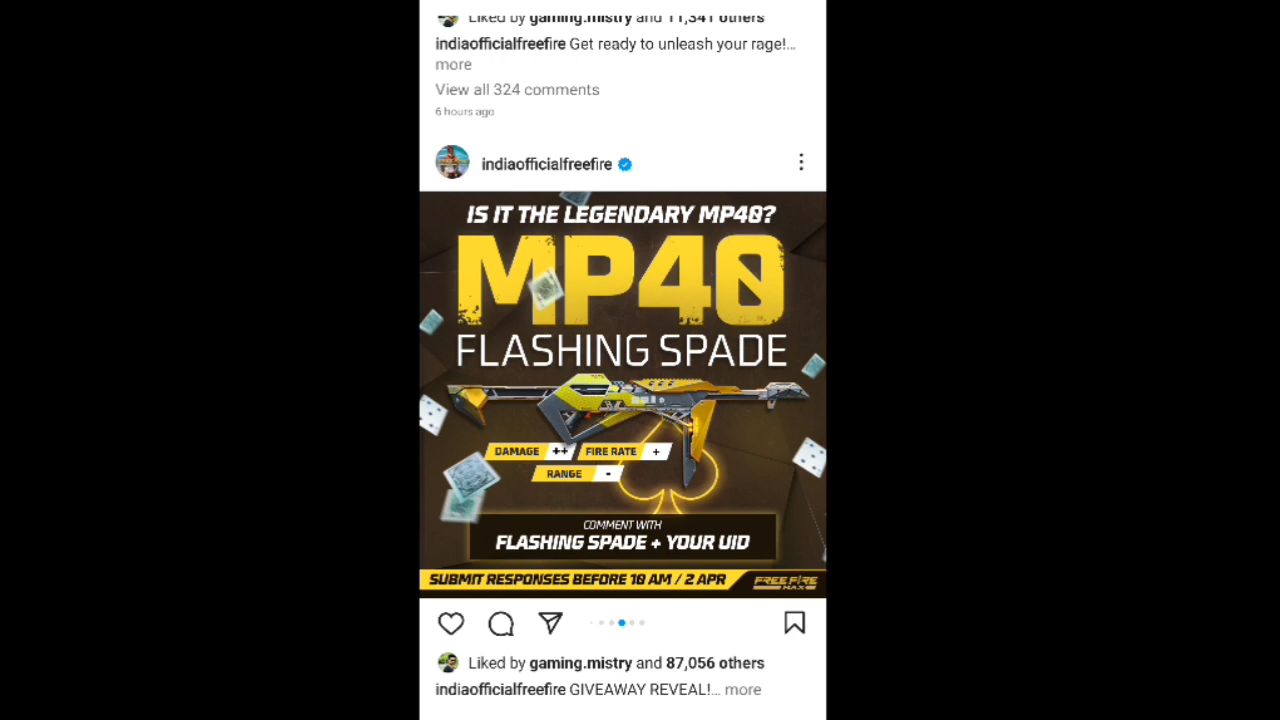 Liked by gaming.mistry and 11,341 others
indiaofficialfreefire Get ready to unleash your rage!...
more
View all 324 comments
6 hours ago
indiaofficialfreefire
IS IT THE LEGENDARY MP40?
MP40
FLASHING SPADE
DAMAGE ++ FIRE RATE +
RANGE -
COMMENT WITH
FLASHING SPADE + YOUR UID
SUBMIT RESPONSES BEFORE 10 AM / 2 APR FREE FIRE
MAX
Liked by gaming.mistry and 87,056 others
indiaofficialfreefire GIVEAWAY REVEAL!... more